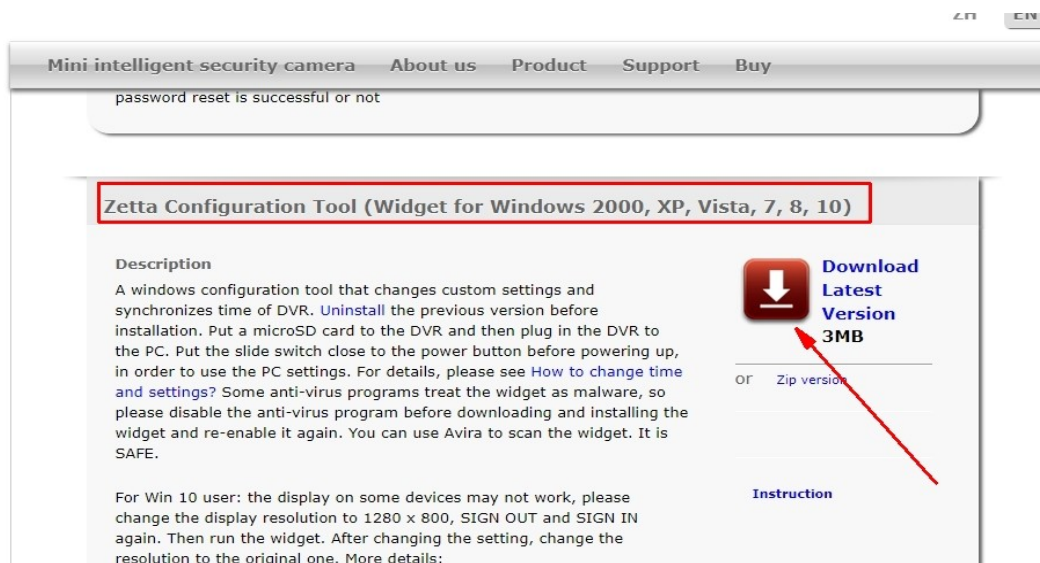 ZH EN
Mini intelligent security camera About us Product Support Buy
password reset is successful or not
Zetta Configuration Tool (Widget for Windows 2000, XP, Vista, 7, 8, 10)
Description
A windows configuration tool that changes custom settings and
synchronizes time of DVR. Uninstall the previous version before
installation. Put a microSD card to the DVR and then plug in the DVR to
the PC. Put the slide switch close to the power button before powering up,
in order to use the PC settings. For details, please see How to change time
and settings? Some anti-virus programs treat the widget as malware, so
please disable the anti-virus program before downloading and installing the
widget and re-enable it again. You can use Avira to scan the widget. It is
SAFE.
For Win 10 user: the display on some devices may not work, please
change the display resolution to 1280 x 800, SIGN OUT and SIGN IN
again. Then run the widget. After changing the setting, change the
resolution to the original one. More details:
Download
Latest
Version
3MB
or Zip version
Instruction